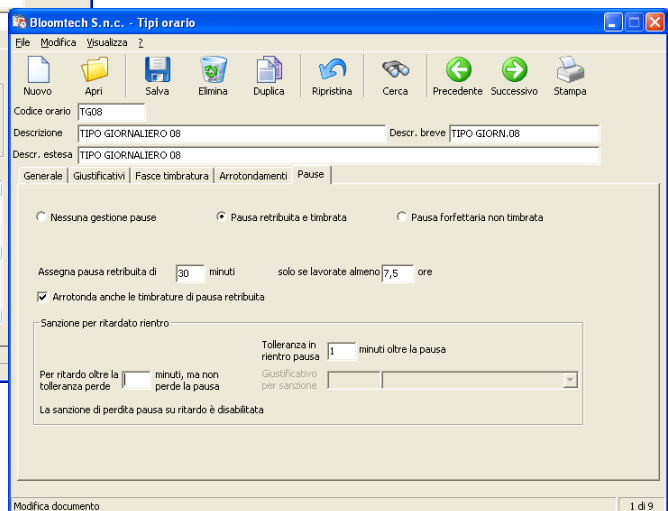 Bloomtech S.n.c. - Tipi orario
File Modifica Visualizza ?
Nuovo Apri Salva Elimina Duplica Ripristina Cerca Precedente Successivo Stampa
Codice orario TG08
Descrizione TIPO GIORNALIERO 08 Descr. breve TIPO GIORN.08
Descr. estesa TIPO GIORNALIERO 08
Generale Giustificativi Fasce timbratura Arrotondamenti Pause
Nessuna gestione pause Pausa retribuita e timbrata Pausa forfettaria non timbrata
Assegna pausa retribuita di 30 minuti solo se lavorate almeno 7,5 ore
Arrotonda anche le timbrature di pausa retribuita
Sanzione per ritardato rientro
Tolleranza in
rientro pausa 1 minuti oltre la pausa
Per ritardo oltre la minuti, ma non Giustificativo
tolleranza perde perde la pausa per sanzione
La sanzione di perdita pausa su ritardo è disabilitata
Modifica documento 1 di 9